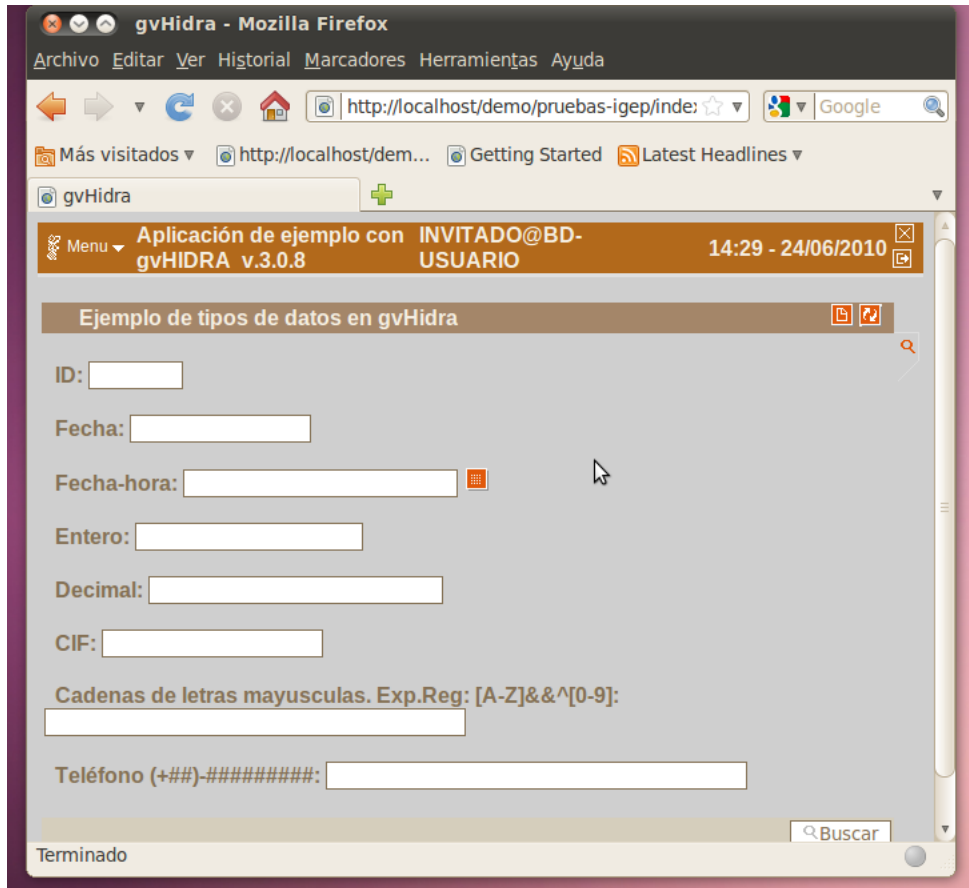 gvHidra - Mozilla Firefox
Archivo Editar Ver Historial Marcadores Herramientas Ayuda
http://localhost/demo/pruebas-igep/index Google
Más visitados http://localhost/dem... Getting Started Latest Headlines
gvHidra
Menu Aplicación de ejemplo con gvHIDRA v.3.0.8 INVITADO@BD-USUARIO 14:29 - 24/06/2010
Ejemplo de tipos de datos en gvHidra
ID:
Fecha:
Fecha-hora:
Entero:
Decimal:
CIF:
Cadenas de letras mayusculas. Exp.Reg: [A-Z]&&^[0-9]:
Teléfono (+##)-#########:
Buscar
Terminado